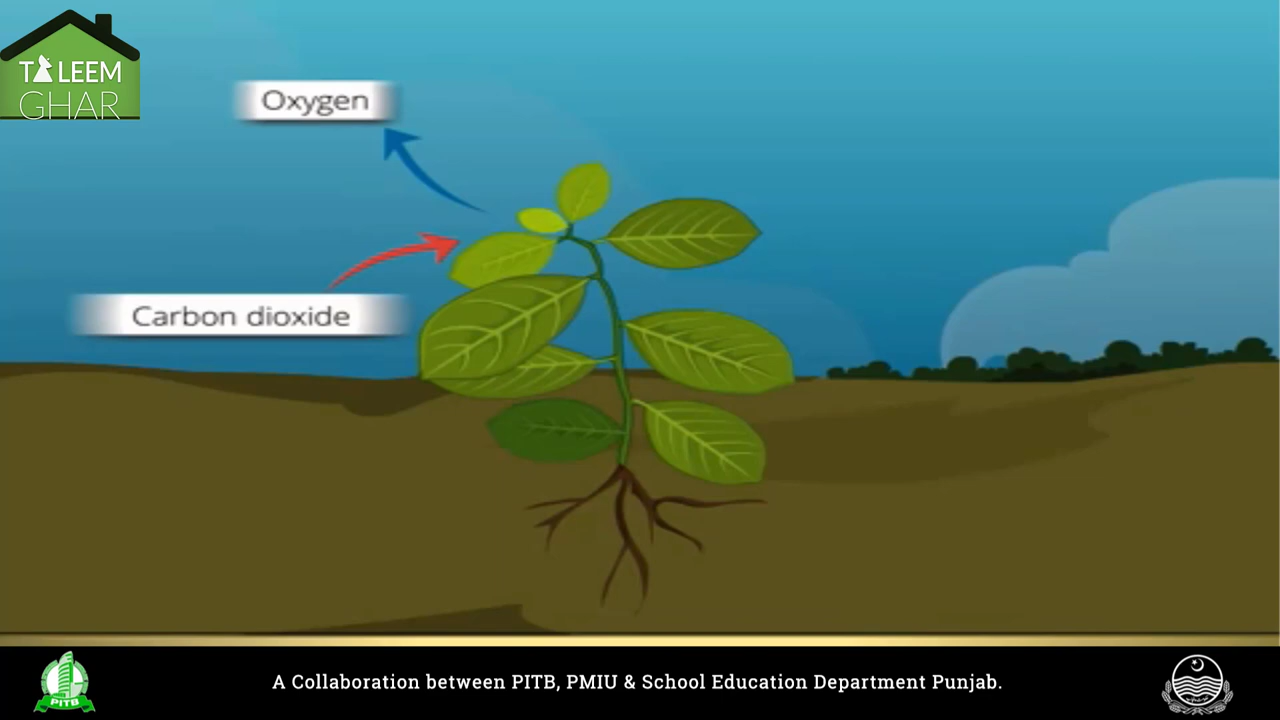 TALEEM
GHAR
Oxygen
Carbon dioxide
A Collaboration between PITB, PMIU & School Education Department Punjab.
PITB